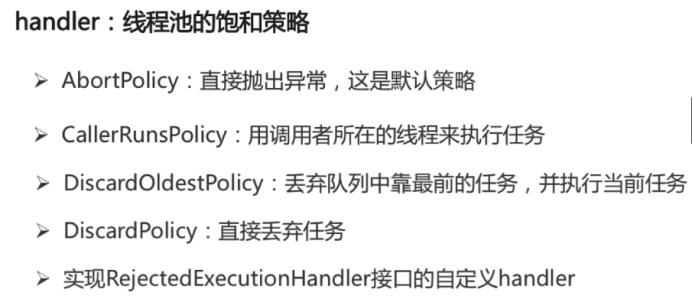 handler：线程池的饱和策略
➢ AbortPolicy：直接抛出异常，这是默认策略
➢ CallerRunsPolicy：用调用者所在的线程来执行任务
➢ DiscardOldestPolicy：丢弃队列中靠最前的任务，并执行当前任务
➢ DiscardPolicy：直接丢弃任务
➢ 实现RejectedExecutionHandler接口的自定义handler